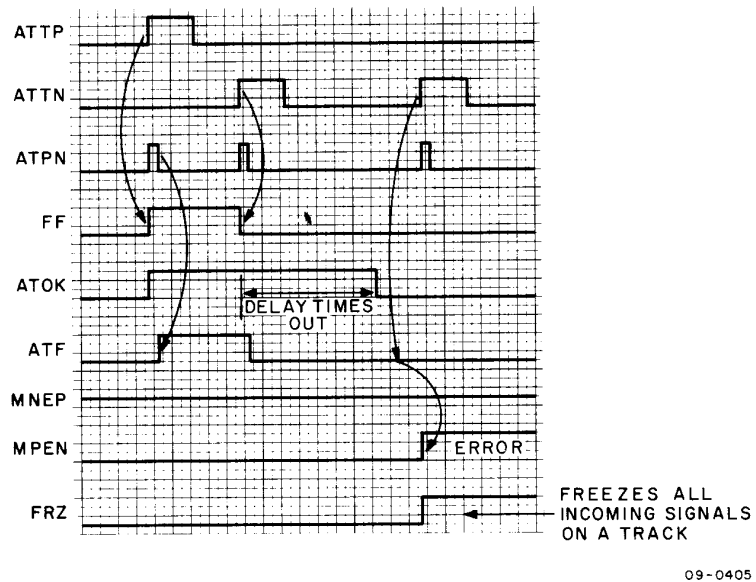 ATTP
ATTN
ATPN
FF
ATOK
DELAY TIMES
OUT
ATF
MNEP
MPEN
ERROR
FRZ
FREEZES ALL
INCOMING SIGNALS
ON A TRACK
09-0405